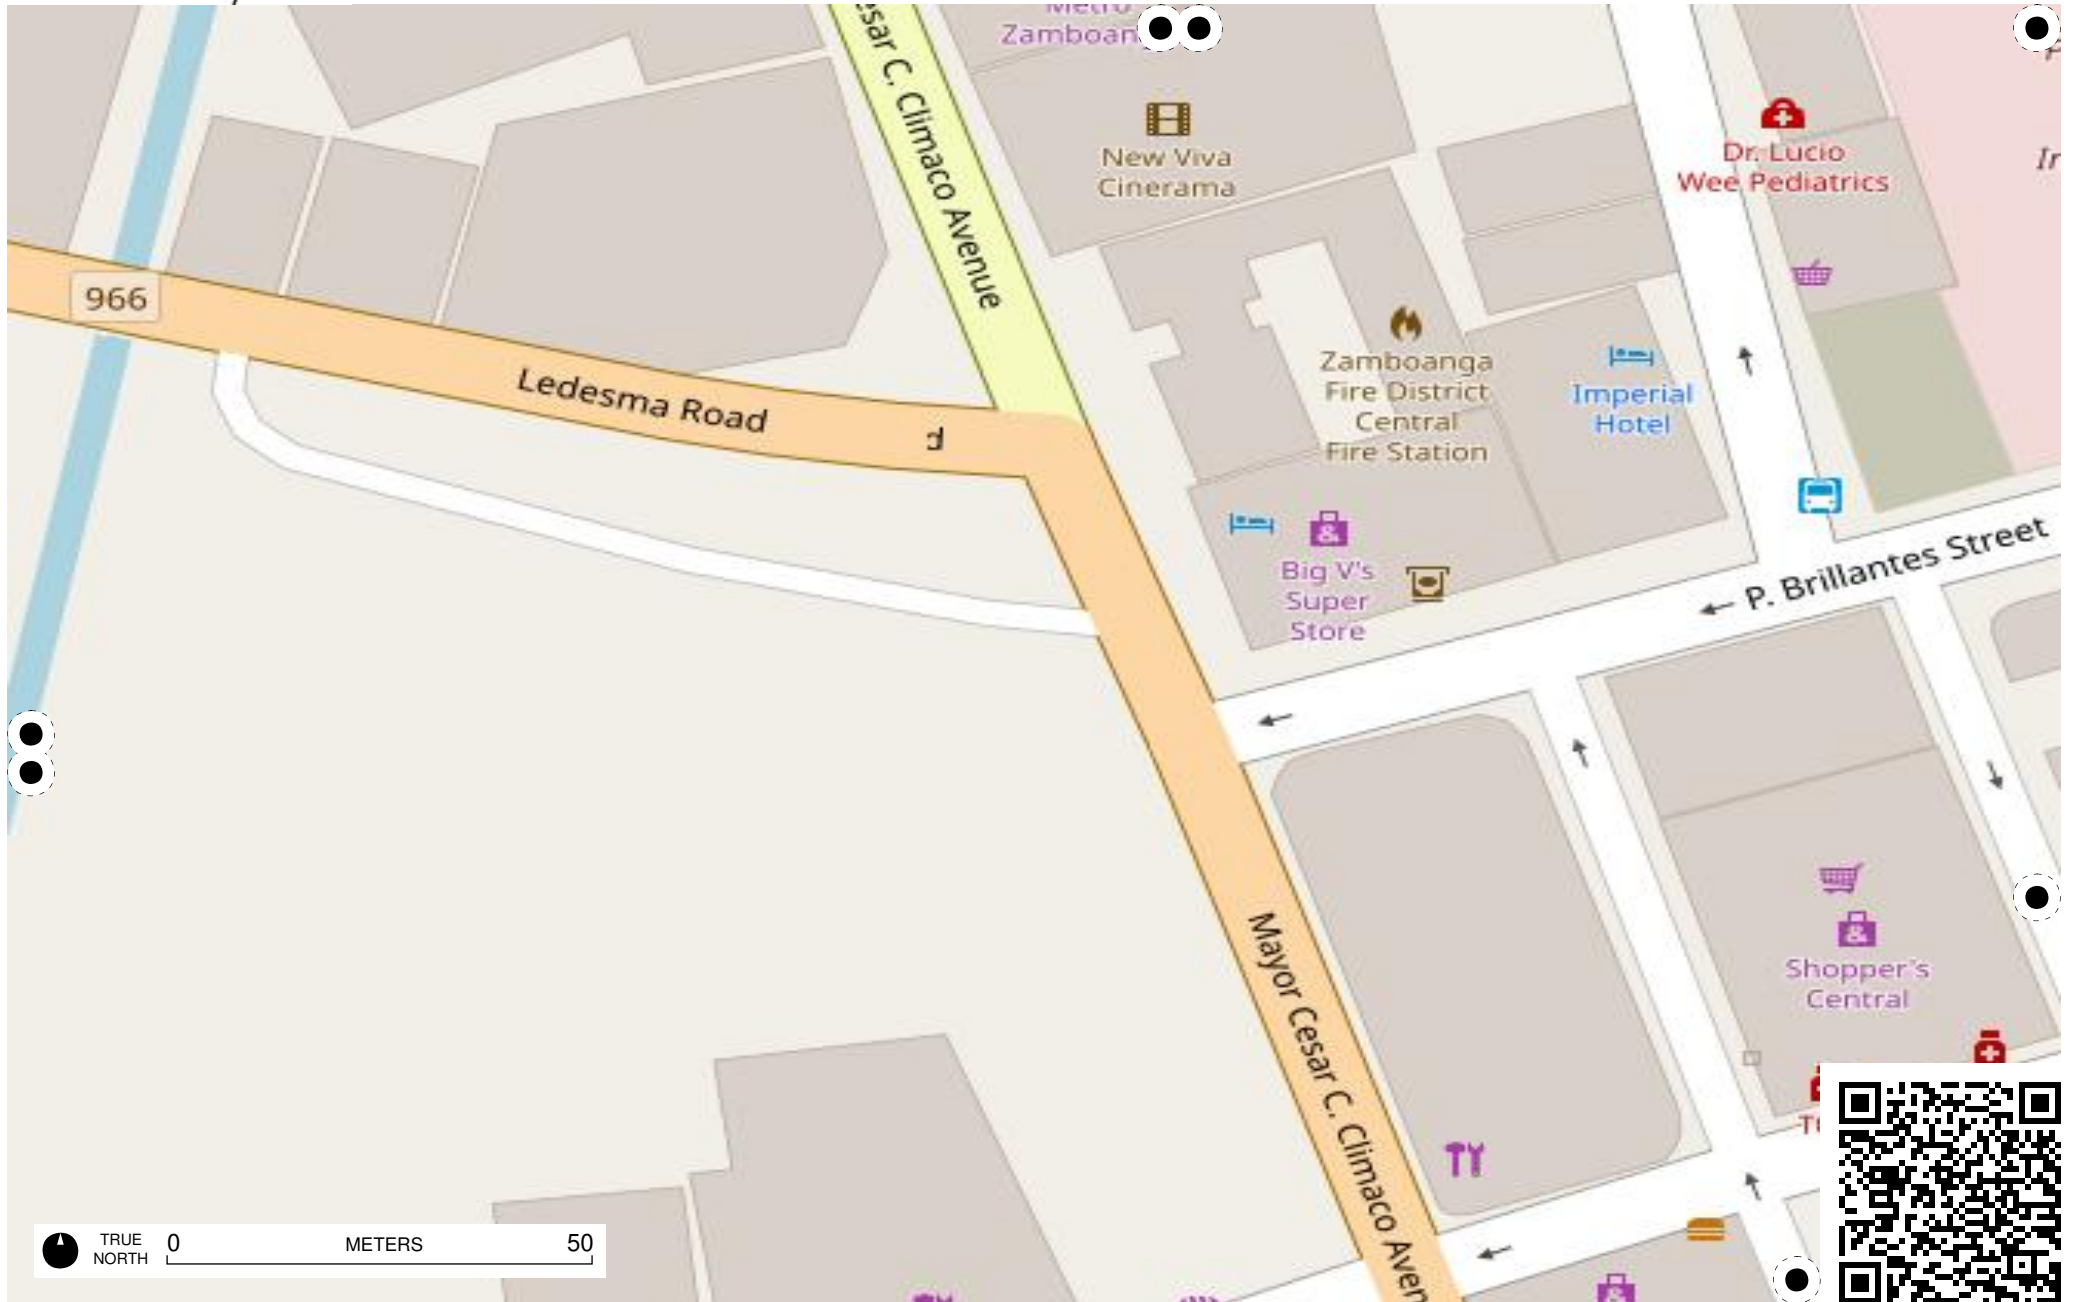 Metro
Zamboan
esar C. Climaco Avenue
New Viva
Cinerama
Dr. Lucio
Wee Pediatrics
Ir
966
Ledesma Road
d
Zamboanga
Fire District
Central
Fire Station
Imperial
Hotel
Big V's
Super
Store
← P. Brillantes Street
Mayor Cesar C. Climaco Aven
Shopper's
Central
TRUE
NORTH
0 METERS 50